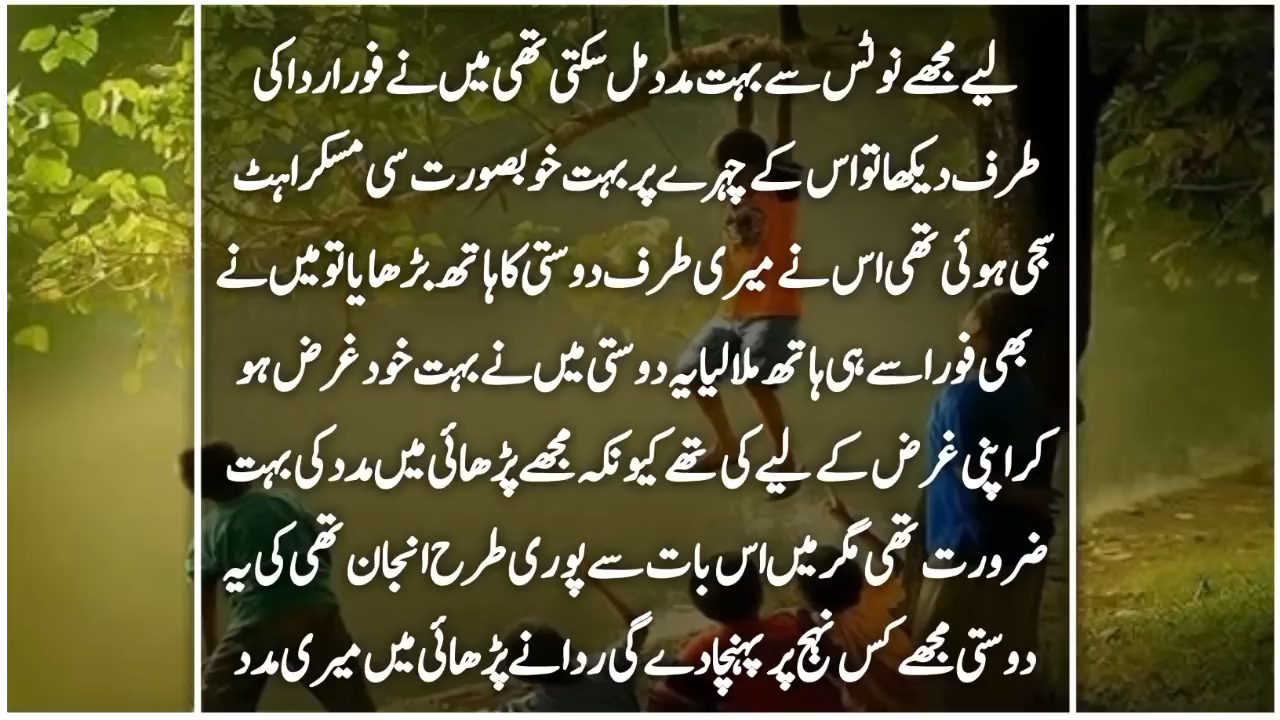 لیے مجھے نوٹس سے بہت مدد مل سکتی تھی میں نے فورا ردا کی
طرف دیکھا تو اس کے چہرے پر بہت خوبصورت سی مسکراہٹ
سجی ہوئی تھی اس نے میری طرف دوستی کا ہاتھ بڑھایا تو میں نے
بھی فورا سے ہی ہاتھ ملا لیا یہ دوستی میں نے بہت خود غرض ہو
کر اپنی غرض کے لیے کی تھے کیونکہ مجھے پڑھائی میں مدد کی بہت
ضرورت تھی مگر میں اس بات سے پوری طرح انجان تھی کی یہ
دوستی مجھے کس نہج پر پہنچا دے گی ردا نے پڑھائی میں میری مدد